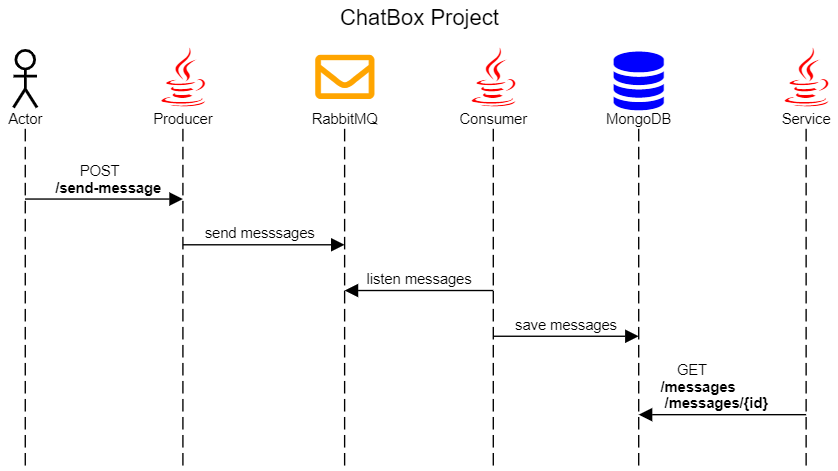 ChatBox Project
Actor
Producer
RabbitMQ
Consumer
MongoDB
Service
POST
/send-message
send messsages
listen messages
save messages
GET
/messages
/messages/{id}